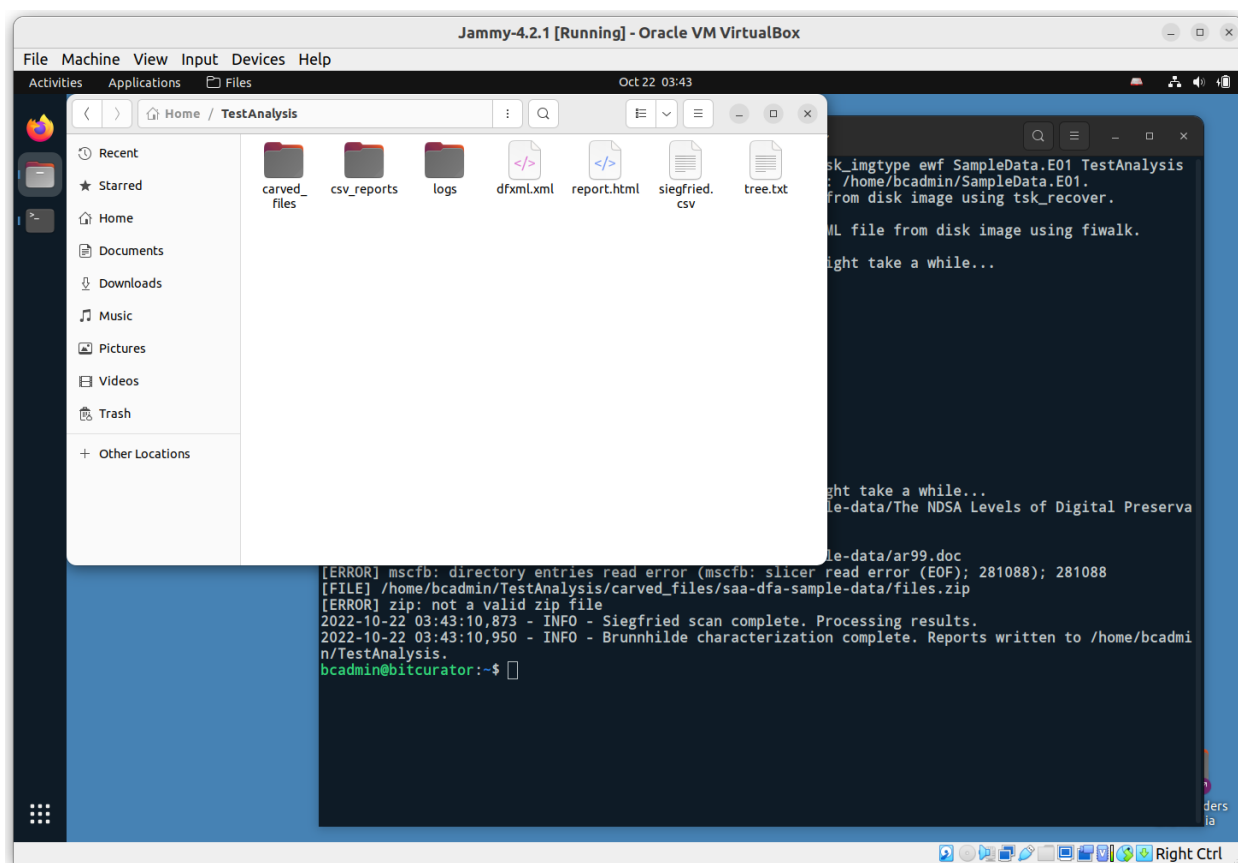 Jammy-4.2.1 [Running] - Oracle VM VirtualBox
File Machine View Input Devices Help
Activities Applications Files Oct 22 03:43
Home / TestAnalysis
Recent
Starred
Home
Documents
Downloads
Music
Pictures
Videos
Trash
+ Other Locations
carved_
files
csv_reports
logs
dfxml.xml
report.html
siegfried.
csv
tree.txt
sk_imgtype ewf SampleData.E01 TestAnalysis
: /home/bcadmin/SampleData.E01.
from disk image using tsk_recover.
ML file from disk image using fiwalk.
ight take a while...
ght take a while...
le-data/The NDSA Levels of Digital Preserva
le-data/ar99.doc
[ERROR] mscfb: directory entries read error (mscfb: slicer read error (EOF); 281088); 281088
[FILE] /home/bcadmin/TestAnalysis/carved_files/saa-dfa-sample-data/files.zip
[ERROR] zip: not a valid zip file
2022-10-22 03:43:10,873 - INFO - Siegfried scan complete. Processing results.
2022-10-22 03:43:10,950 - INFO - Brunnhilde characterization complete. Reports written to /home/bcadmi
n/TestAnalysis.
bcadmin@bitcurator:~$
ders
ia
Right Ctrl